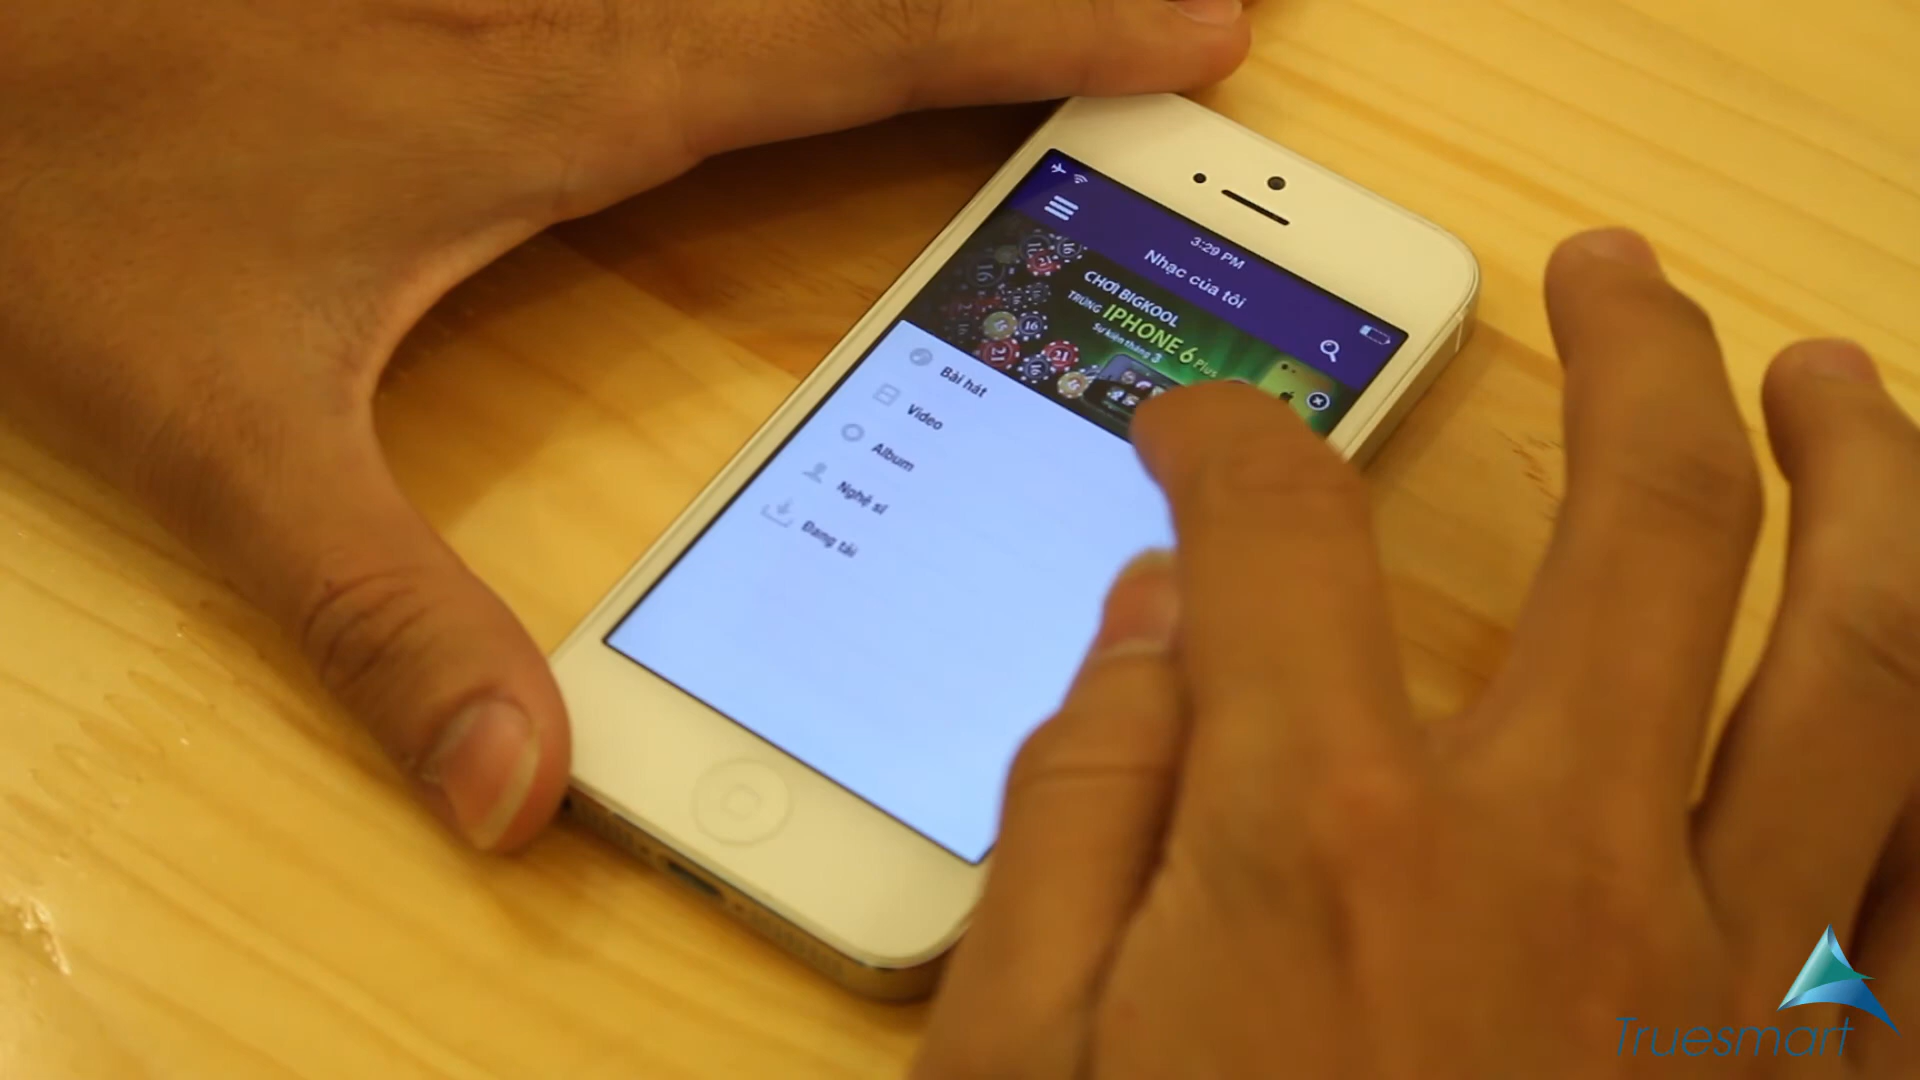 3:29 PM
Nhạc của tôi
CHƠI BIGKOOL
TRÚNG IPHONE 6 Plus
Sự kiện tháng 3
Bài hát
Video
Album
Nghệ sĩ
Đang tải
Truesmart